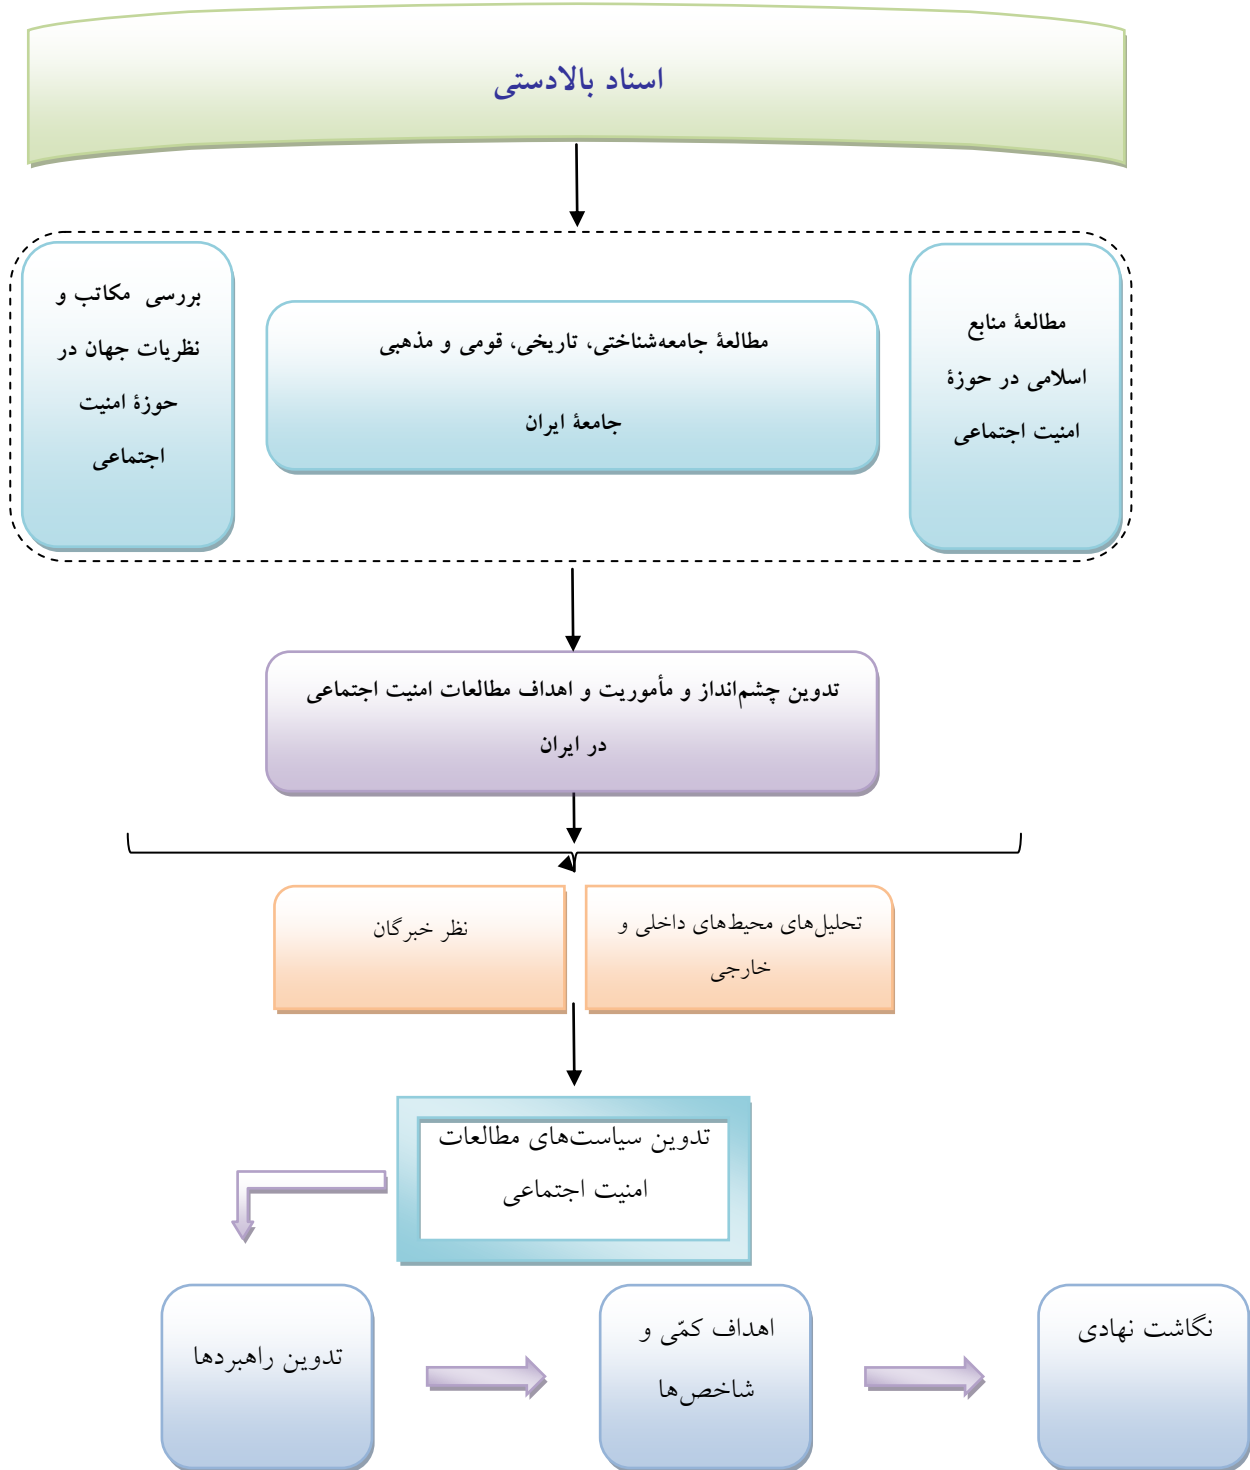 اسناد بالادستی
مطالعهٔ منابع
اسلامی در حوزهٔ
امنیت اجتماعی
مطالعهٔ جامعه‌شناختی، تاریخی، قومی و مذهبی
جامعهٔ ایران
بررسی مکاتب و
نظریات جهان در
حوزهٔ امنیت
اجتماعی
تدوین چشم‌انداز و مأموریت و اهداف مطالعات امنیت اجتماعی
در ایران
تحلیل‌های محیط‌های داخلی و
خارجی
نظر خبرگان
تدوین سیاست‌های مطالعات
امنیت اجتماعی
تدوین راهبردها
اهداف کمّی و
شاخص‌ها
نگاشت نهادی